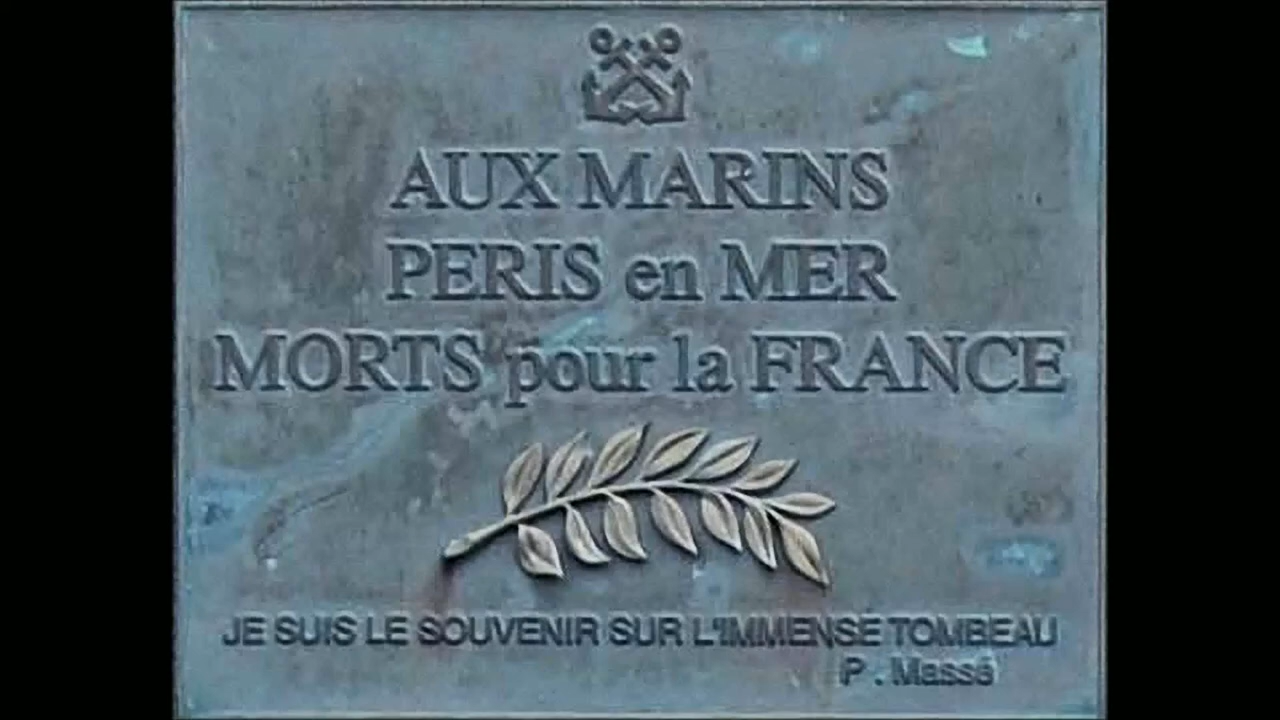 AUX MARINS
PERIS en MER
MORTS pour la FRANCE
JE SUIS LE SOUVENIR SUR L'IMMENSE TOMBEAU
P. Massé